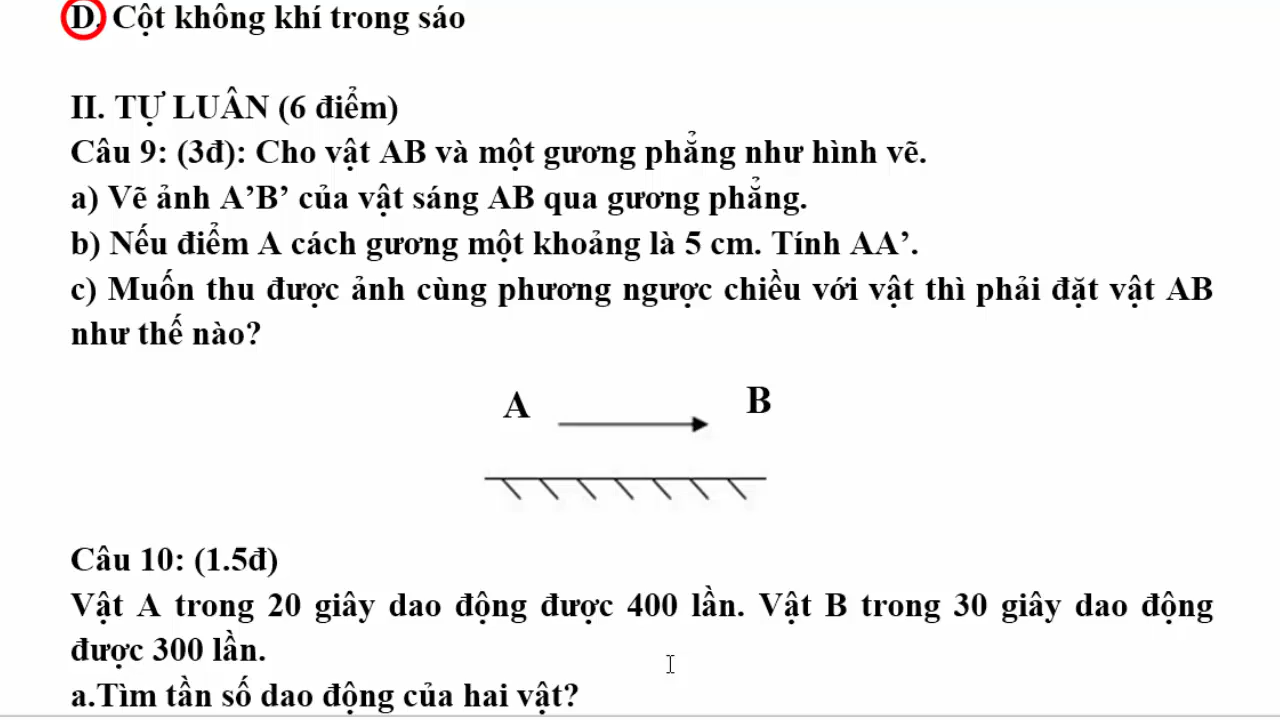 D. Cột không khí trong sáo
II. TỰ LUÂN (6 điểm)
Câu 9: (3đ): Cho vật AB và một gương phẳng như hình vẽ.
a) Vẽ ảnh A’B’ của vật sáng AB qua gương phẳng.
b) Nếu điểm A cách gương một khoảng là 5 cm. Tính AA’.
c) Muốn thu được ảnh cùng phương ngược chiều với vật thì phải đặt vật AB
như thế nào?
A B
Câu 10: (1.5đ)
Vật A trong 20 giây dao động được 400 lần. Vật B trong 30 giây dao động
được 300 lần.
a.Tìm tần số dao động của hai vật?